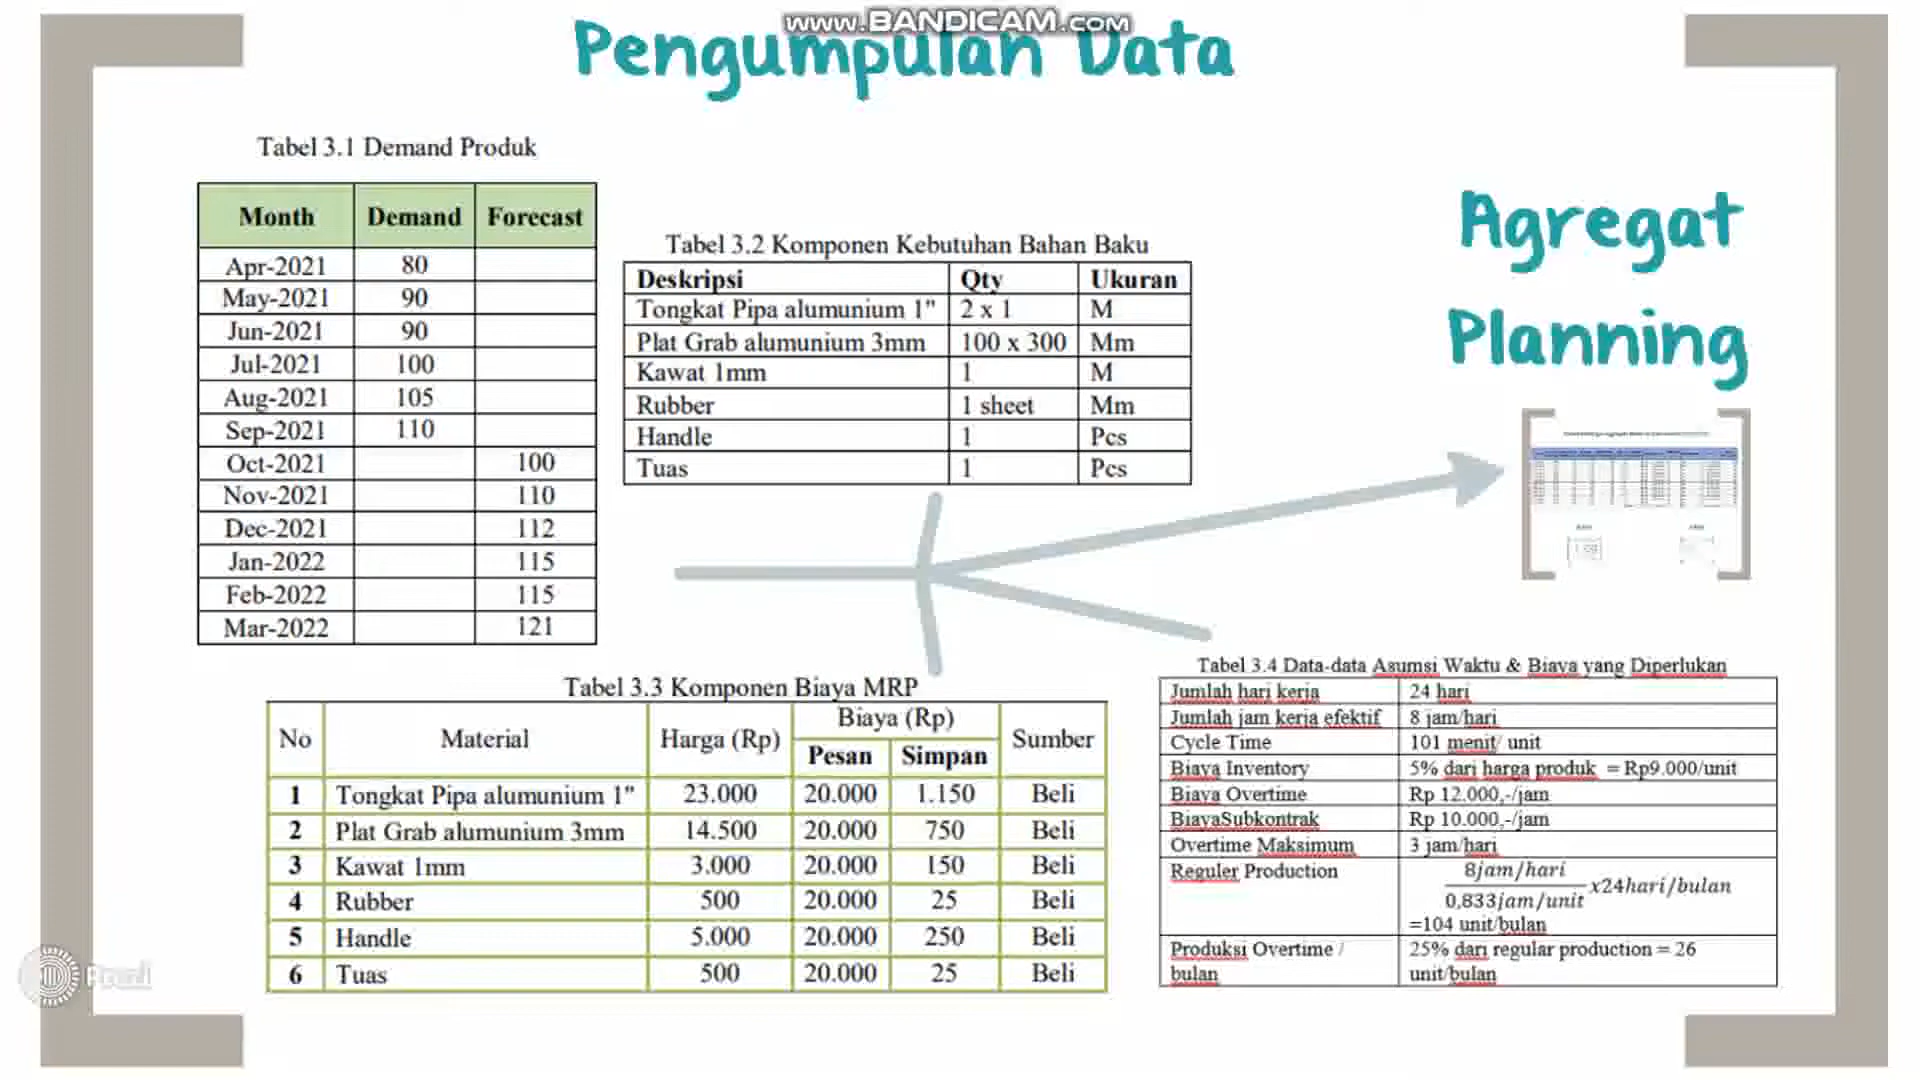 www.BANDICAM.com
Pengumpulan Data
Tabel 3.1 Demand Produk
Month Demand Forecast
Apr-2021 80
May-2021 90
Jun-2021 90
Jul-2021 100
Aug-2021 105
Sep-2021 110
Oct-2021 100
Nov-2021 110
Dec-2021 112
Jan-2022 115
Feb-2022 115
Mar-2022 121
Tabel 3.2 Komponen Kebutuhan Bahan Baku
Deskripsi Qty Ukuran
Tongkat Pipa alumunium 1" 2 x 1 M
Plat Grab alumunium 3mm 100 x 300 Mm
Kawat 1mm 1 M
Rubber 1 sheet Mm
Handle 1 Pcs
Tuas 1 Pcs
Agregat
Planning
Tabel 3.3 Komponen Biaya MRP
No Material Harga (Rp) Biaya (Rp) Sumber
Pesan Simpan
1 Tongkat Pipa alumunium 1" 23.000 20.000 1.150 Beli
2 Plat Grab alumunium 3mm 14.500 20.000 750 Beli
3 Kawat 1mm 3.000 20.000 150 Beli
4 Rubber 500 20.000 25 Beli
5 Handle 5.000 20.000 250 Beli
6 Tuas 500 20.000 25 Beli
Tabel 3.4 Data-data Asumsi Waktu & Biaya yang Diperlukan
Jumlah hari kerja 24 hari
Jumlah jam kerja efektif 8 jam/hari
Cycle Time 101 menit/ unit
Biaya Inventory 5% dari harga produk = Rp9.000/unit
Biaya Overtime Rp 12.000,-/jam
BiayaSubkontrak Rp 10.000,-/jam
Overtime Maksimum 3 jam/hari
Reguler Production 8jam/hari
0,833jam/unit x24hari/bulan
=104 unit/bulan
Produksi Overtime / 25% dari regular production = 26
bulan unit/bulan
Prezi